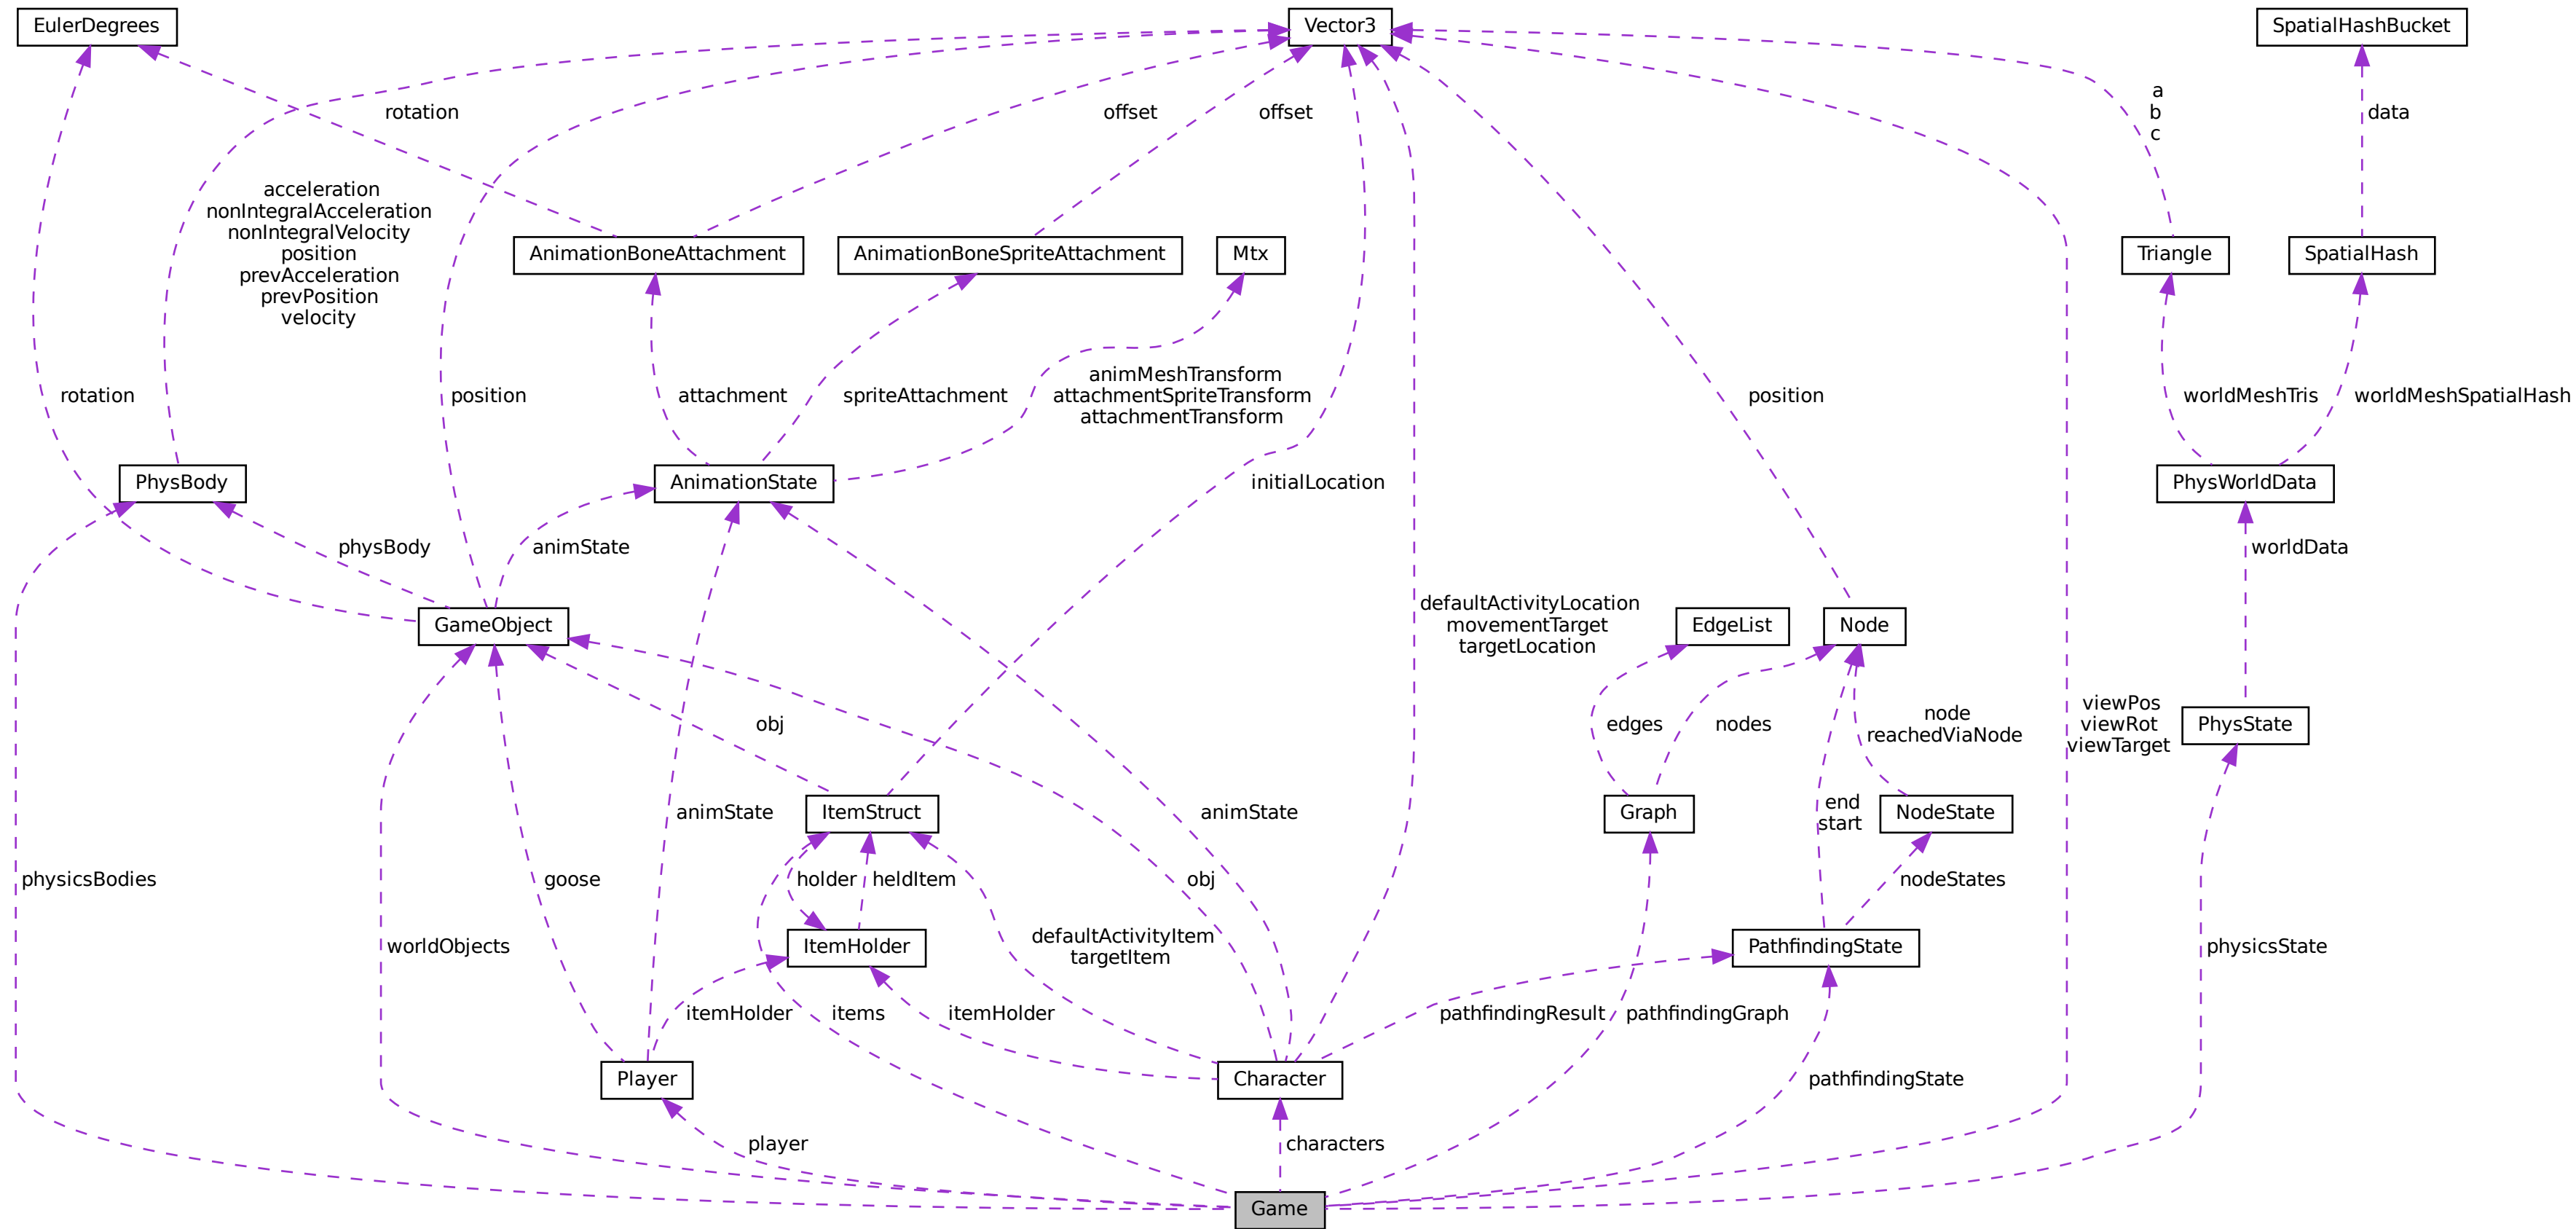 EulerDegrees
Vector3
SpatialHashBucket
rotation
offset
offset
a
b
c
data
acceleration
nonIntegralAcceleration
nonIntegralVelocity
position
prevAcceleration
prevPosition
velocity
AnimationBoneAttachment
AnimationBoneSpriteAttachment
Mtx
Triangle
SpatialHash
rotation
position
attachment
spriteAttachment
animMeshTransform
attachmentSpriteTransform
attachmentTransform
position
worldMeshTris
worldMeshSpatialHash
PhysBody
AnimationState
initialLocation
PhysWorldData
physBody
animState
worldData
GameObject
defaultActivityLocation
movementTarget
targetLocation
EdgeList
Node
obj
edges
nodes
node
reachedViaNode
viewPos
viewRot
viewTarget
PhysState
animState
ItemStruct
animState
Graph
end
start
NodeState
physicsBodies
goose
holder
heldItem
obj
nodeStates
worldObjects
ItemHolder
defaultActivityItem
targetItem
PathfindingState
physicsState
itemHolder
items
itemHolder
pathfindingResult
pathfindingGraph
Player
Character
pathfindingState
player
characters
Game